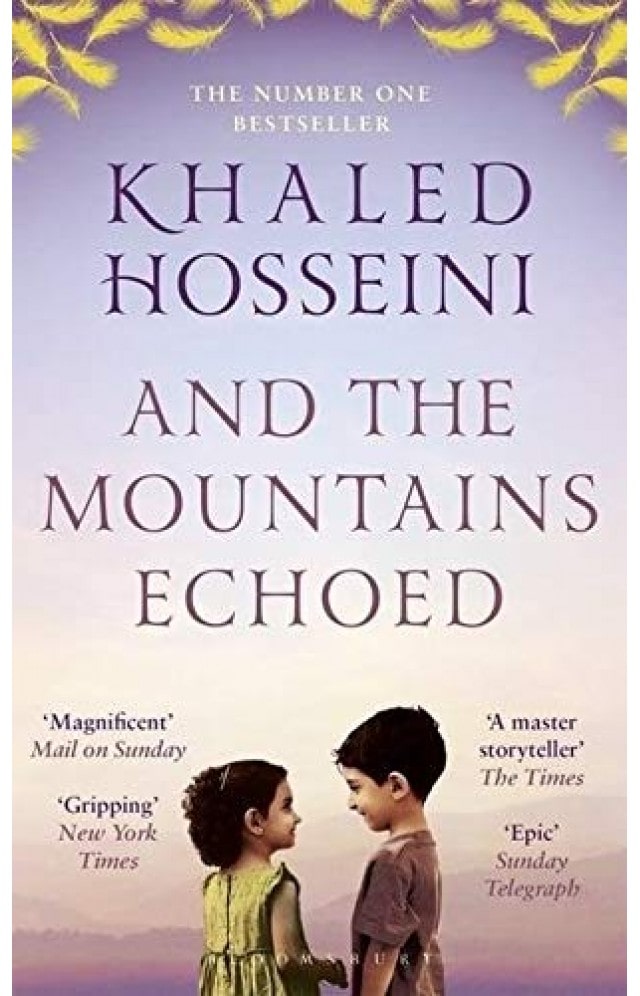 THE NUMBER ONE
BESTSELLER
KHALED
HOSSEINI
AND THE
MOUNTAINS
ECHOED
‘Magnificent’
Mail on Sunday
‘Gripping’
New York
Times
‘A master
storyteller’
The Times
‘Epic’
Sunday
Telegraph
BLOOMSBURY